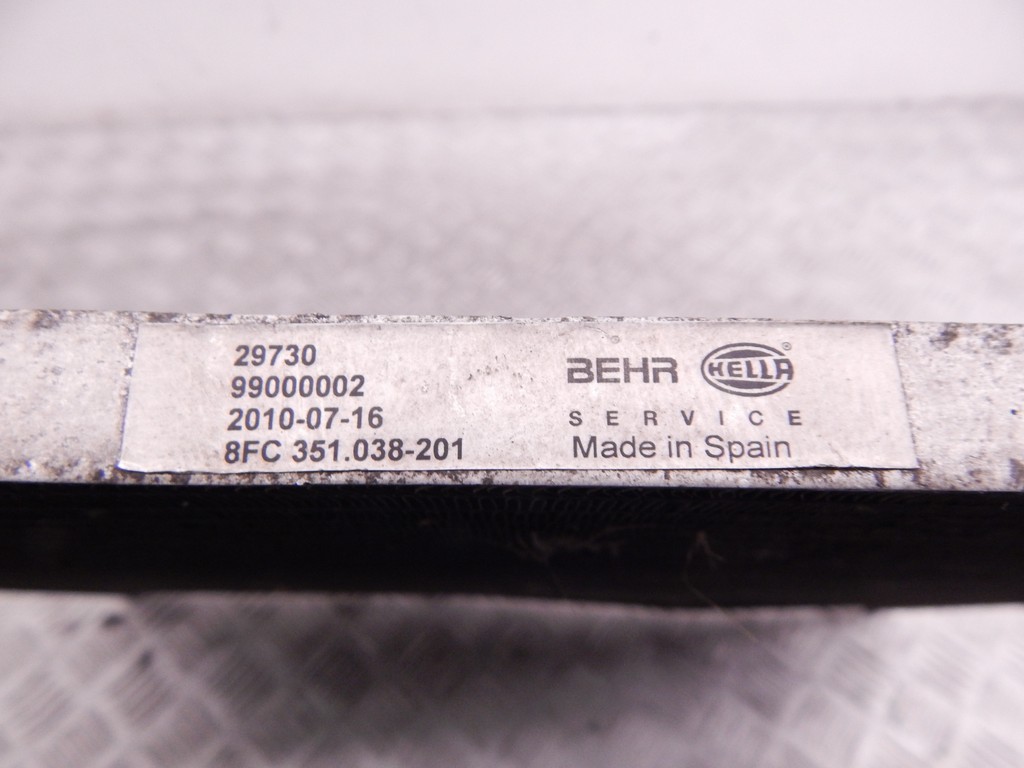 29730
99000002
2010-07-16
8FC 351.038-201
BEHR HELLA®
SERVICE
Made in Spain